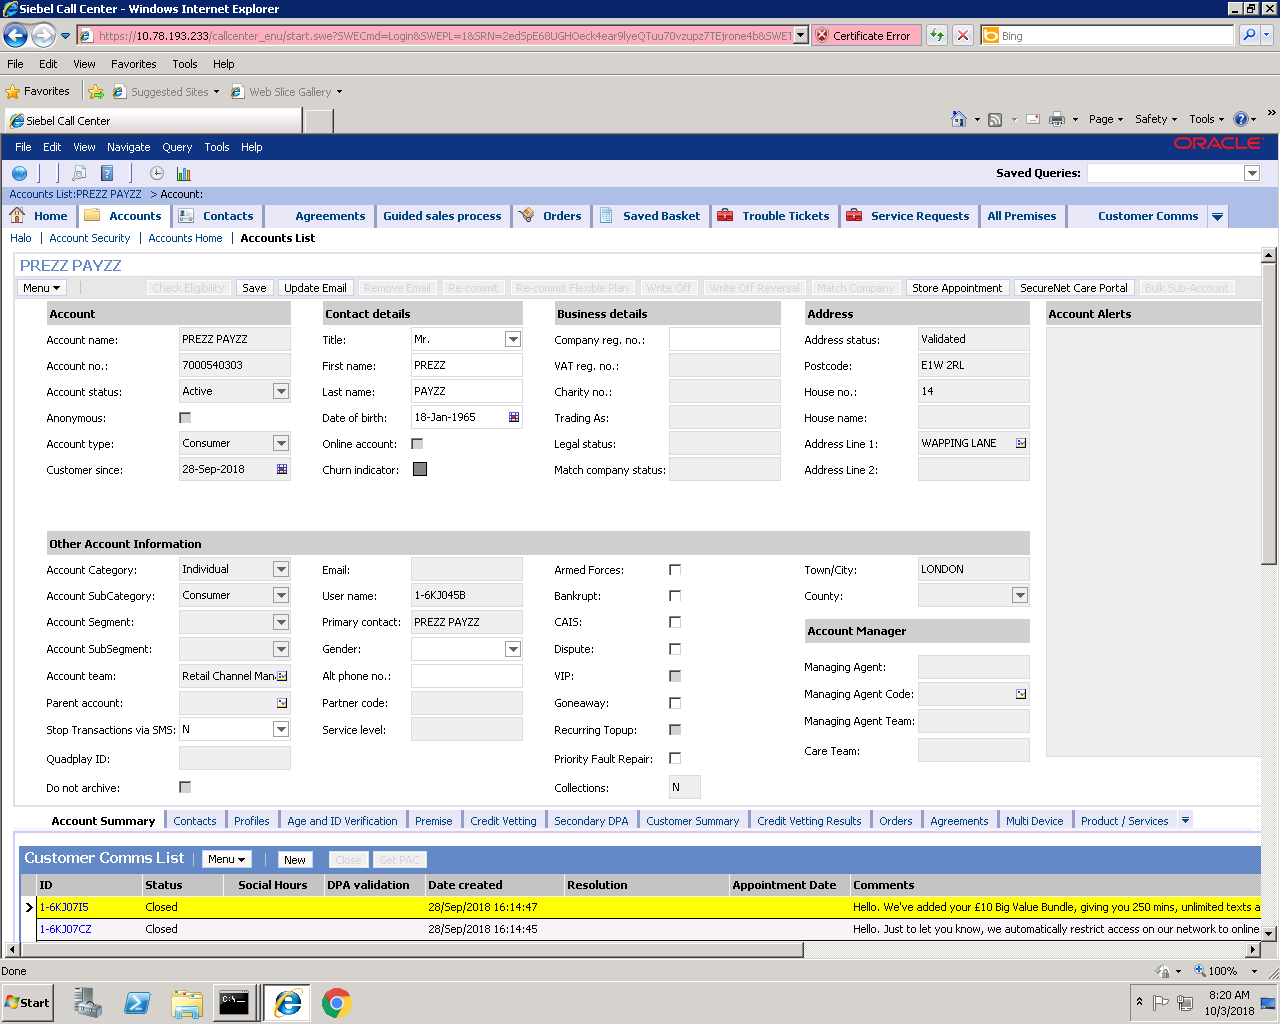 Siebel Call Center - Windows Internet Explorer
https://10.78.193.233/callcenter_enu/start.swe?SWECmd=Login&SWEPL=1&SRN=2edSpE68UGHOeck4ear9lyeQTuu70vzupz7TEjrone4b&SWET Certificate Error Bing
File Edit View Favorites Tools Help
Favorites Suggested Sites Web Slice Gallery
Siebel Call Center Page Safety Tools
File Edit View Navigate Query Tools Help ORACLE
Saved Queries:
Accounts List:PREZZ PAYZZ > Account:
Home Accounts Contacts Agreements Guided sales process Orders Saved Basket Trouble Tickets Service Requests All Premises Customer Comms
Halo Account Security Accounts Home Accounts List
PREZZ PAYZZ
Menu Check Eligibility Save Update Email Remove Email Re-commit Re-commit Flexible Plan Write Off Write Off Reversal Match Company Store Appointment SecureNet Care Portal Bulk Sub-Account
Account Contact details Business details Address Account Alerts
Account name: PREZZ PAYZZ Title: Mr. Company reg. no.: Address status: Validated
Account no.: 7000540303 First name: PREZZ VAT reg. no.: Postcode: E1W 2RL
Account status: Active Last name: PAYZZ Charity no.: House no.: 14
Anonymous: Date of birth: 18-Jan-1965 Trading As: House name:
Account type: Consumer Online account: Legal status: Address Line 1: WAPPING LANE
Customer since: 28-Sep-2018 Churn indicator: Match company status: Address Line 2:
Other Account Information
Account Category: Individual Email: Armed Forces: Town/City: LONDON
Account SubCategory: Consumer User name: 1-6KJ045B Bankrupt: County:
Account Segment: Primary contact: PREZZ PAYZZ CAIS: Account Manager
Account SubSegment: Gender: Dispute:
Account team: Retail Channel Man Alt phone no.: VIP: Managing Agent:
Parent account: Partner code: Goneaway: Managing Agent Code:
Stop Transactions via SMS: N Service level: Recurring Topup: Managing Agent Team:
Quadplay ID: Priority Fault Repair: Care Team:
Do not archive: Collections: N
Account Summary Contacts Profiles Age and ID Verification Premise Credit Vetting Secondary DPA Customer Summary Credit Vetting Results Orders Agreements Multi Device Product / Services
Customer Comms List Menu New Close Get PAC
ID Status Social Hours DPA validation Date created Resolution Appointment Date Comments
1-6KJ07I5 Closed 28/Sep/2018 16:14:47 Hello. We've added your £10 Big Value Bundle, giving you 250 mins, unlimited texts a
1-6KJ07CZ Closed 28/Sep/2018 16:14:45 Hello. Just to let you know, we automatically restrict access on our network to online
Done 100%
Start 8:20 AM
10/3/2018